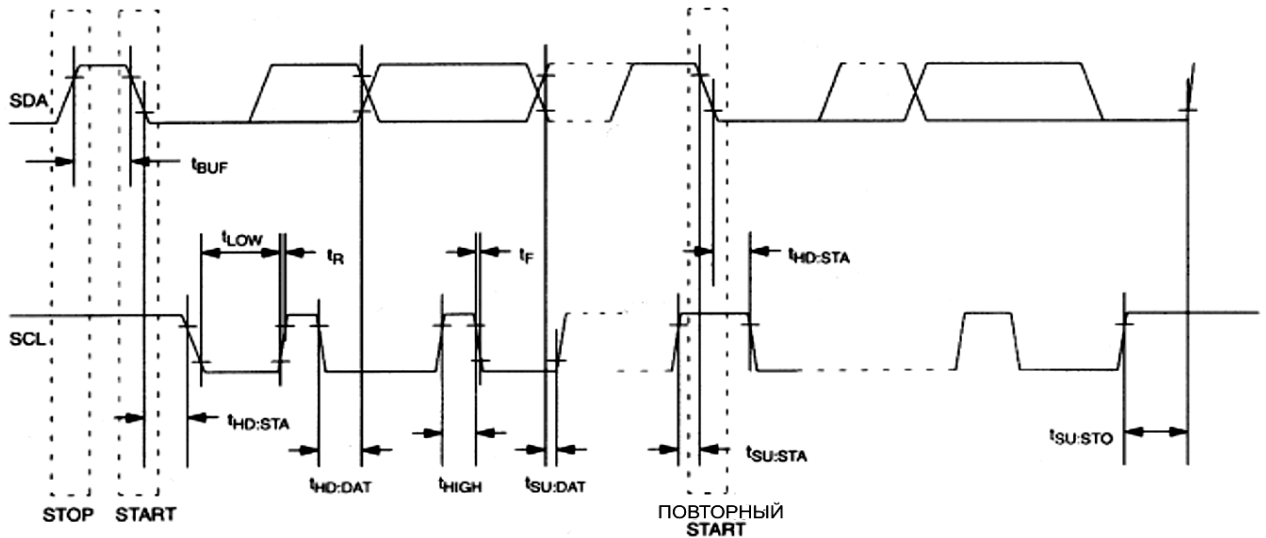 SDA
tBUF
tLOW
tR
tF
tHD:STA
SCL
tHD:STA
tHD:DAT
tHIGH
tSU:DAT
tSU:STA
tSU:STO
STOP
START
ПОВТОРНЫЙ
START